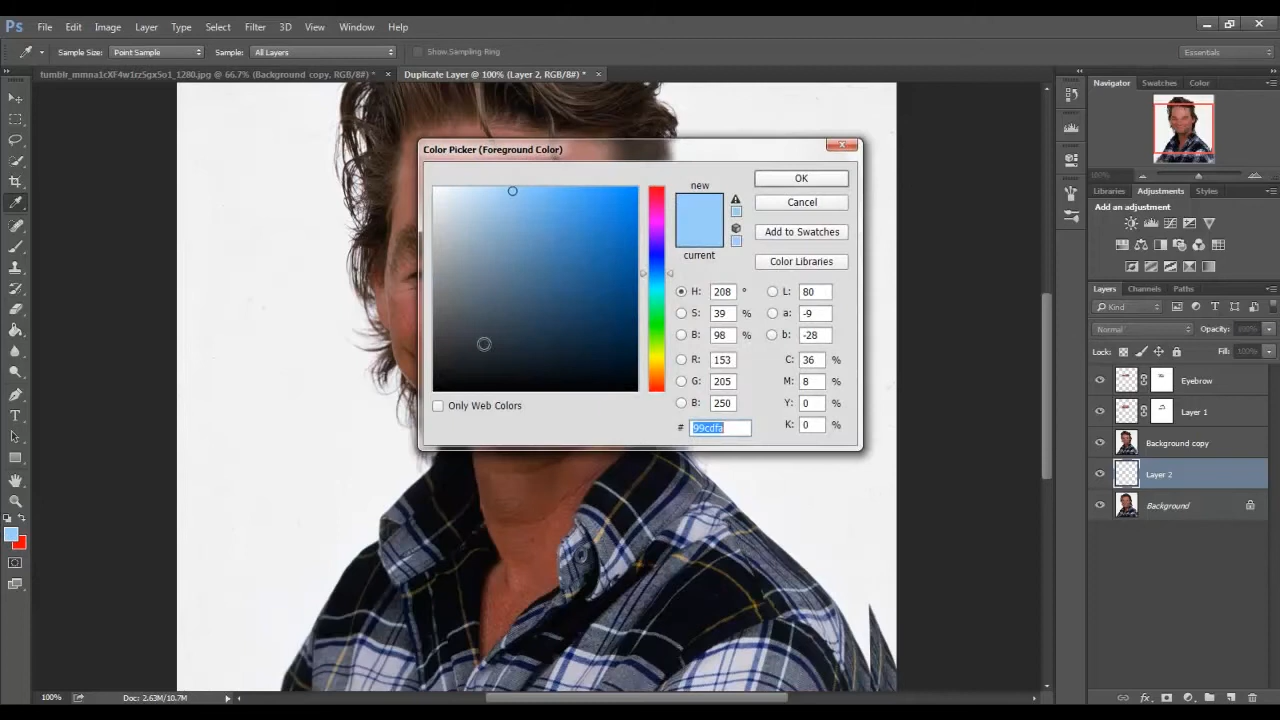 Ps File Edit Image Layer Type Select Filter 3D View Window Help
Sample Size: Point Sample Sample: All Layers Show Sampling Ring Essentials
Duplicate Layer @ 100% (Layer 2, RGB/8#) * ×
Navigator Swatches Color
Color Picker (Foreground Color)
new
OK
Cancel
Add to Swatches
current
Color Libraries
H: 208 °
L: 80
S: 39 %
a: -9
B: 98 %
b: -28
R: 153
C: 36 %
G: 205
M: 8 %
B: 250
Y: 0 %
# 99cdfa
K: 0 %
Only Web Colors
100%
Libraries Adjustments Styles
Add an adjustment
Layers Channels Paths
Kind
Normal Opacity: 100%
Lock: Fill: 100%
Eyebrow
Layer 1
Background copy
Layer 2
Background
100% Doc: 2.63M/10.7M